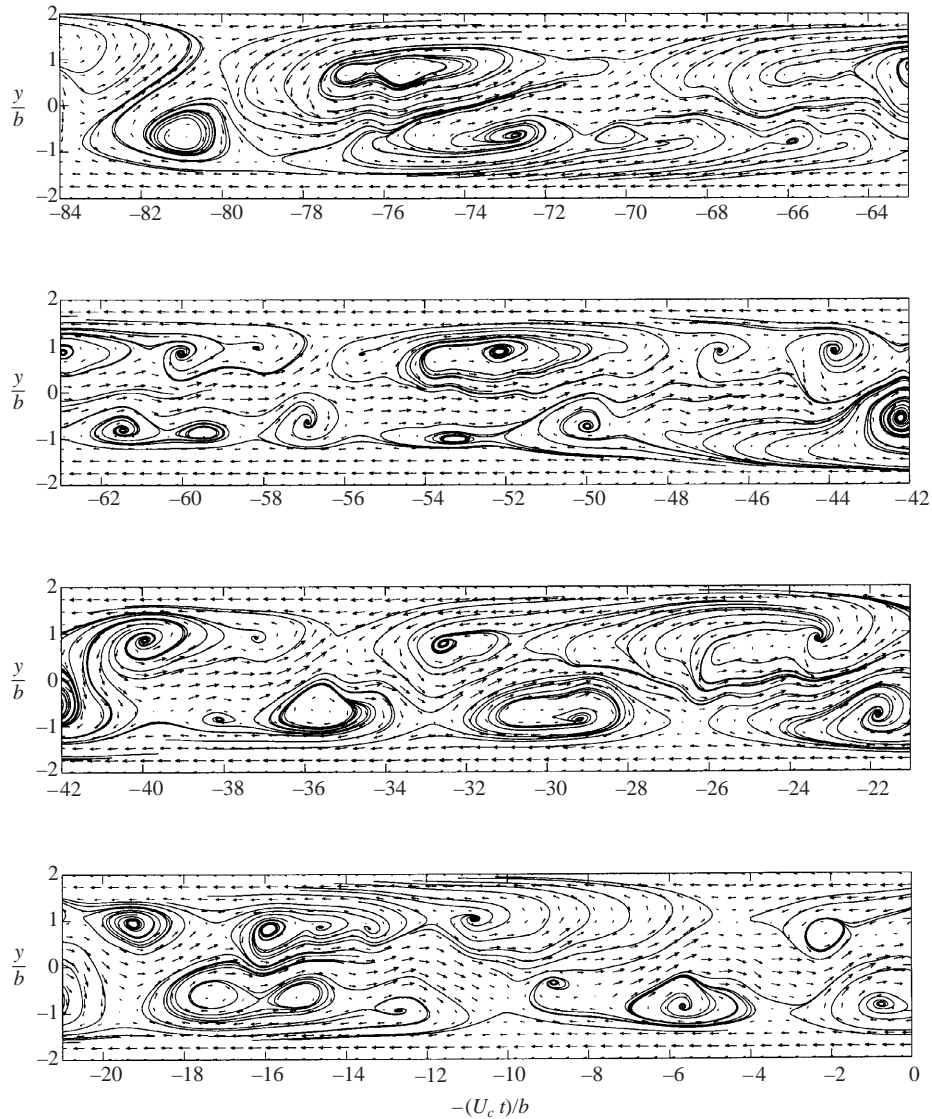 2
1
y/b 0
–1
–2
–84 –82 –80 –78 –76 –74 –72 –70 –68 –66 –64
2
1
y/b 0
–1
–2
–62 –60 –58 –56 –54 –52 –50 –48 –46 –44 –42
2
1
y/b 0
–1
–2
–42 –40 –38 –36 –34 –32 –30 –28 –26 –24 –22
2
1
y/b 0
–1
–2
–20 –18 –16 –14 –12 –10 –8 –6 –4 –2 0
–(U_c t)/b